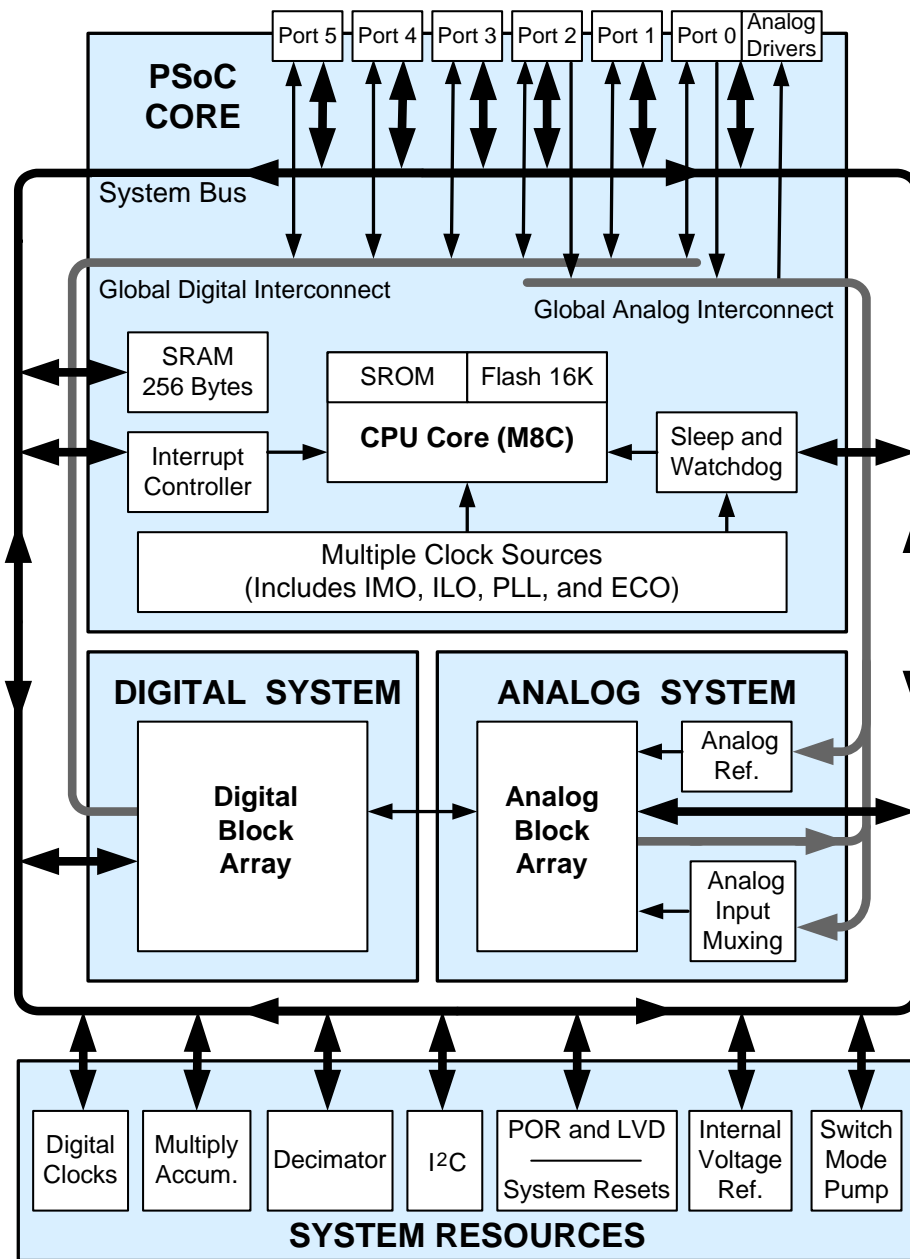 Port 5
Port 4
Port 3
Port 2
Port 1
Port 0
Analog
Drivers
PSoC
CORE
System Bus
Global Digital Interconnect
Global Analog Interconnect
SRAM
256 Bytes
SROM
Flash 16K
CPU Core (M8C)
Interrupt
Controller
Sleep and
Watchdog
Multiple Clock Sources
(Includes IMO, ILO, PLL, and ECO)
DIGITAL SYSTEM
Digital
Block
Array
ANALOG SYSTEM
Analog
Block
Array
Analog
Ref.
Analog
Input
Muxing
Digital
Clocks
Multiply
Accum.
Decimator
I²C
POR and LVD
System Resets
Internal
Voltage
Ref.
Switch
Mode
Pump
SYSTEM RESOURCES